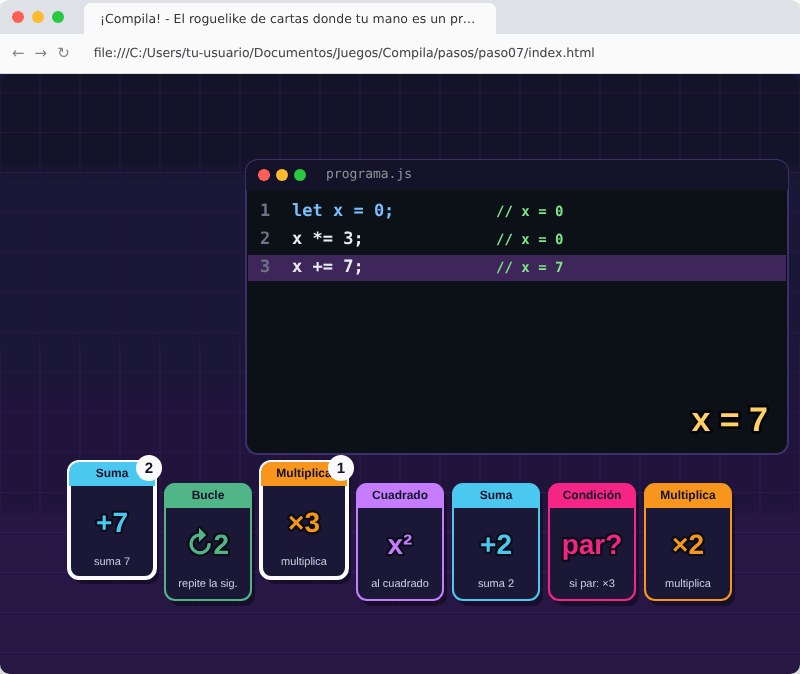 ¡Compila! - El roguelike de cartas donde tu mano es un pr...
← → ↻ file:///C:/Users/tu-usuario/Documentos/Juegos/Compila/pasos/paso07/index.html
programa.js
1 let x = 0; // x = 0
2 x *= 3; // x = 0
3 x += 7; // x = 7
x = 7
Suma 2
+7
suma 7
Bucle
↻2
repite la sig.
Multiplica 1
×3
multiplica
Cuadrado
x²
al cuadrado
Suma
+2
suma 2
Condición
par?
si par: ×3
Multiplica
×2
multiplica